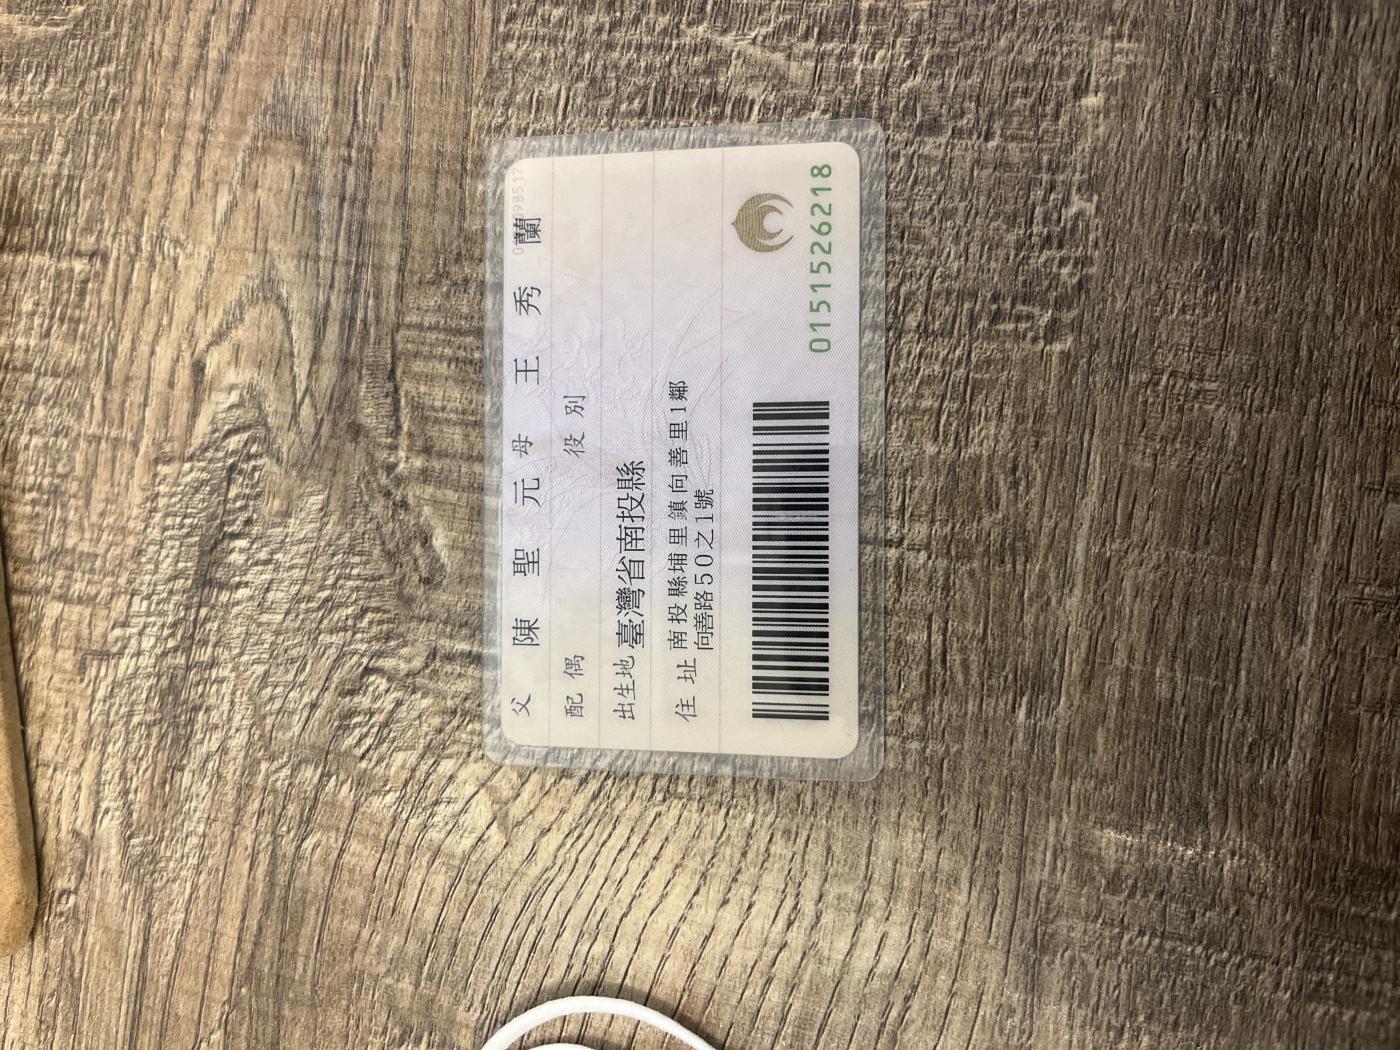 父 陳聖元 母 王秀蘭
配偶 役別
出生地 臺灣省南投縣
住址 南投縣埔里鎮向善里1鄰
向善路50之1號
0151526218